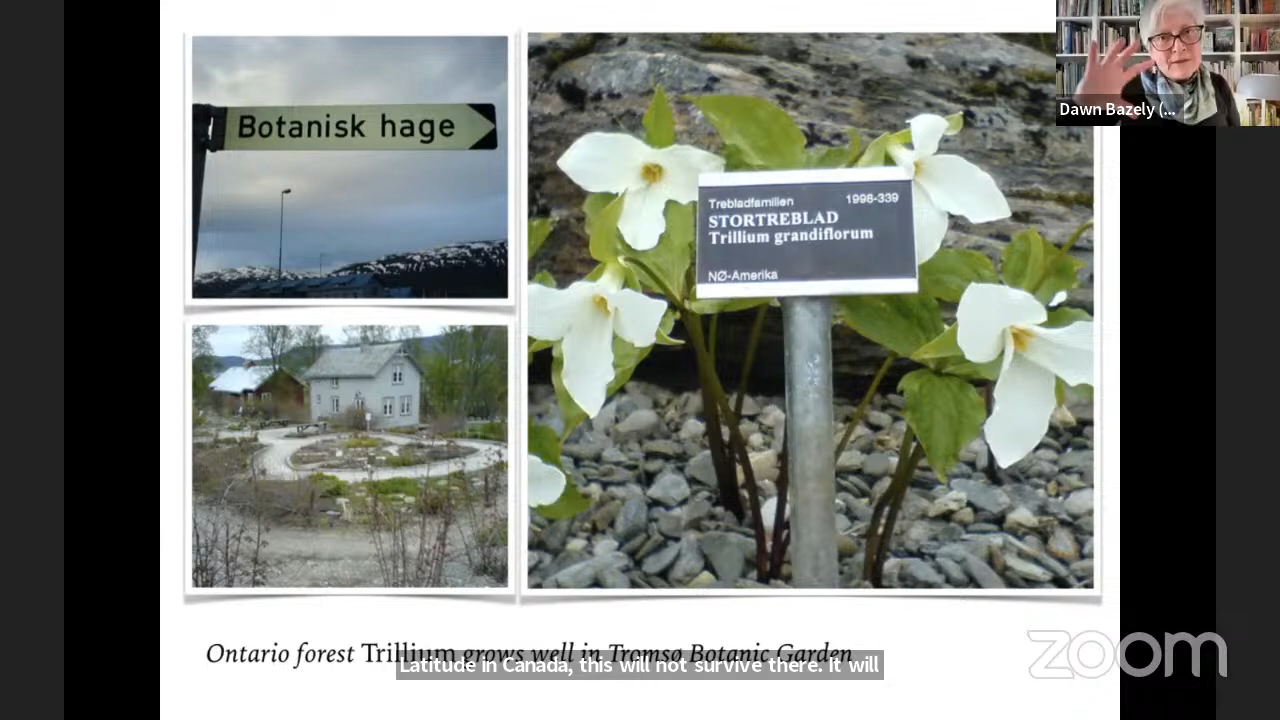 Botanisk hage
Trebladfamilien 1998-339
STORTREBLAD
Trillium grandiflorum
NØ-Amerika
Dawn Bazely (...
Ontario forest Trillium grows well in Tromsø Botanic Garden
Latitude in Canada, this will not survive there. It will
zoom